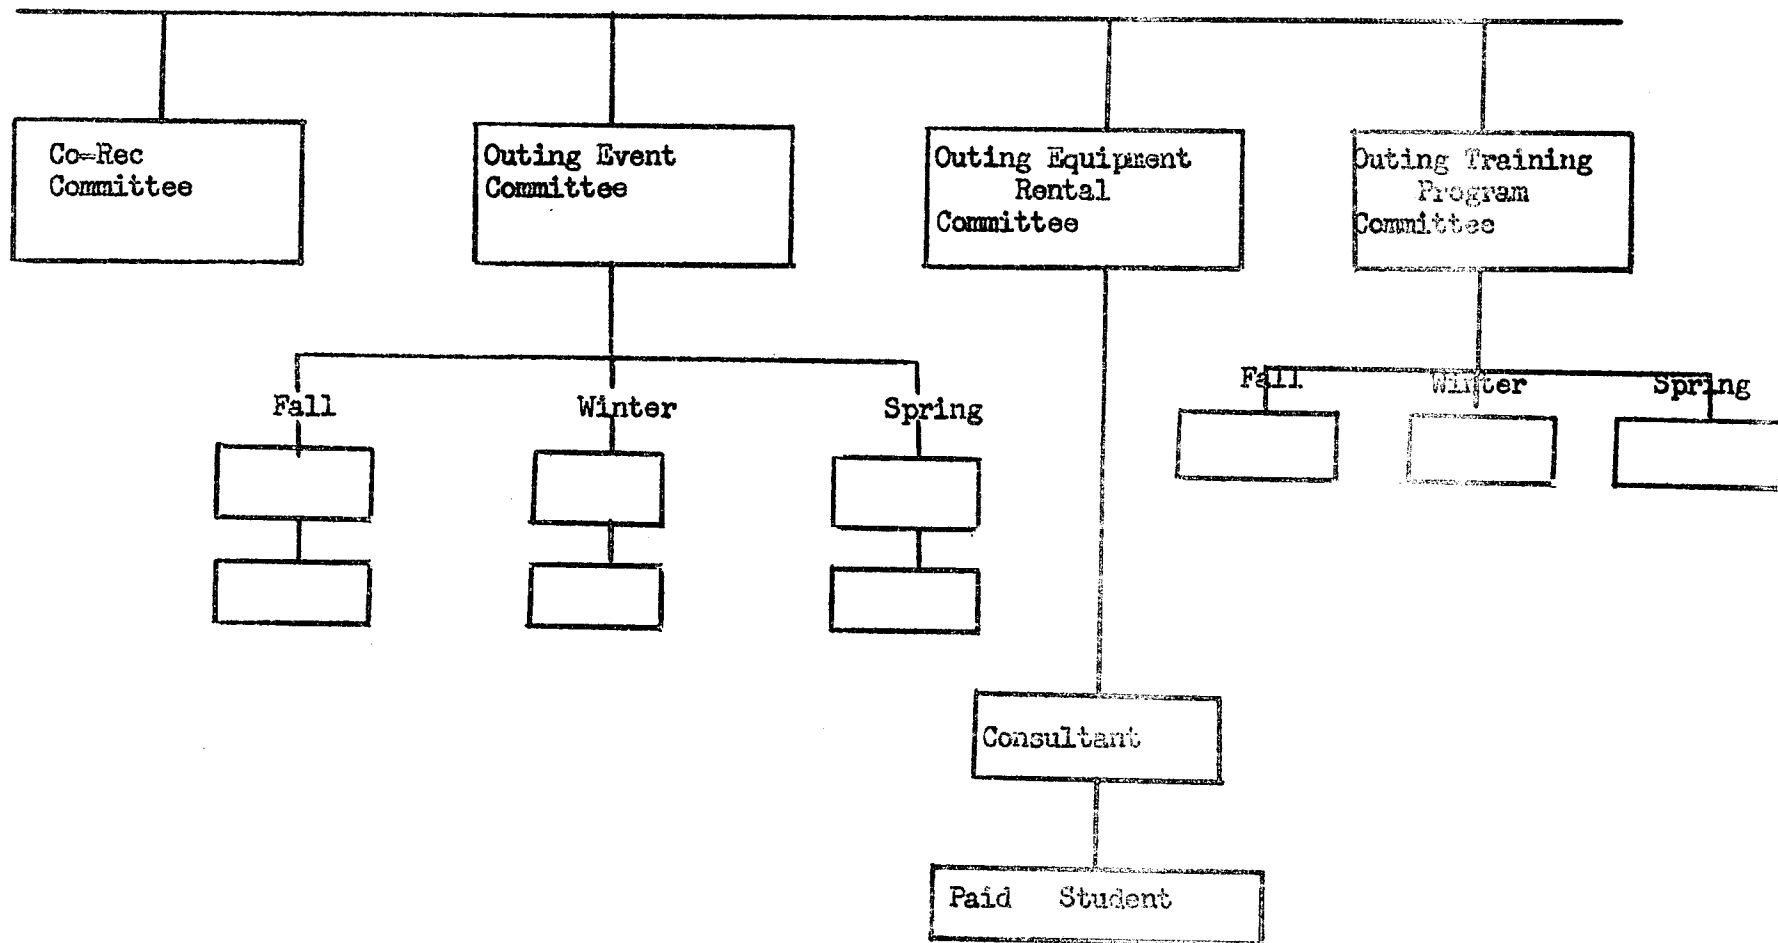 Co-Rec
Committee
Outing Event
Committee
Outing Equipment
Rental
Committee
Outing Training
Program
Committee
Fall
Winter
Spring
Fall
Winter
Spring
Consultant
Paid Student